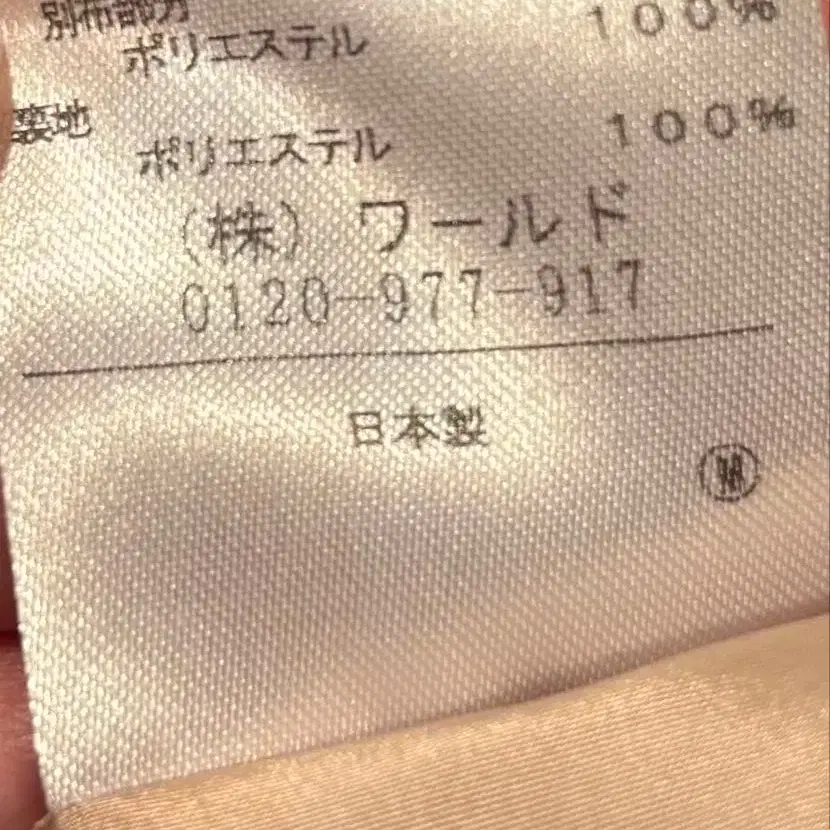 別布部分
ポリエステル 100%
裏地
ポリエステル 100%
(株) ワールド
0120-977-917
日本製
M